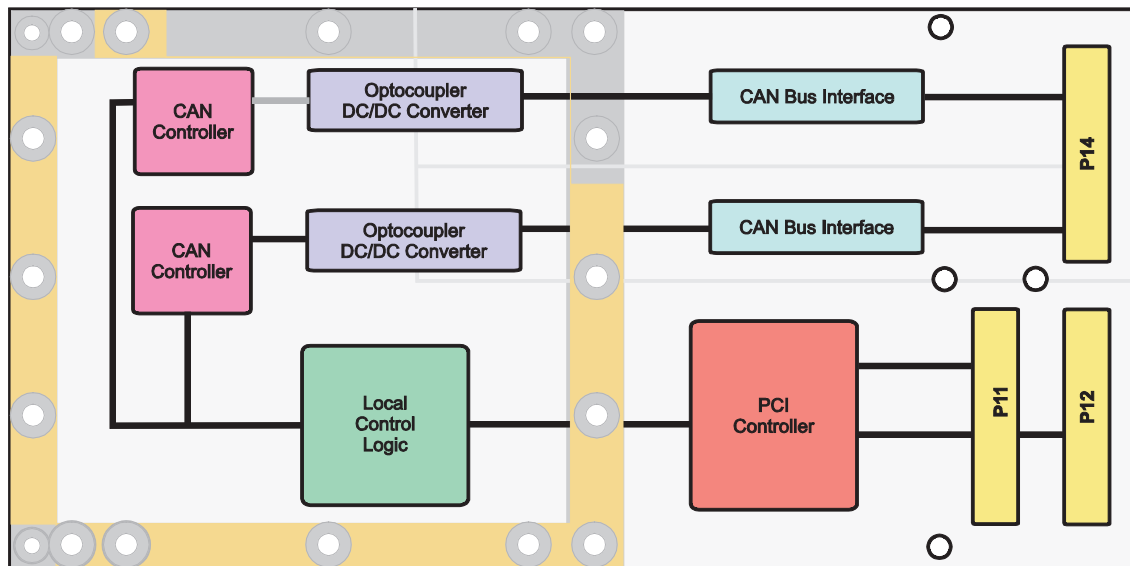 CAN
Controller
Optocoupler
DC/DC Converter
CAN Bus Interface
P14
CAN
Controller
Optocoupler
DC/DC Converter
CAN Bus Interface
Local
Control
Logic
PCI
Controller
P11
P12